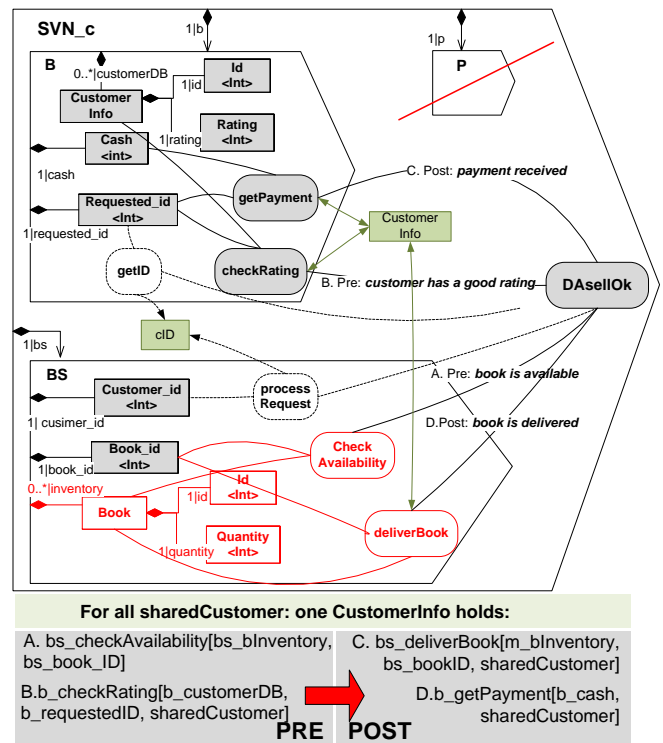 SVN_c
1|b
1|p
B
P
0..*|customerDB
Id
<Int>
1|id
Customer
Info
1|rating
Rating
<Int>
Cash
<int>
1|cash
C. Post: payment received
Requested_id
<Int>
getPayment
Customer
Info
1|requested_id
getID
checkRating
DAsellOk
B. Pre: customer has a good rating
cID
1|bs
BS
A. Pre: book is available
Customer_id
<Int>
process
Request
1| cusimer_id
D.Post: book is delivered
Book_id
<Int>
Check
Availability
1|book_id
0..*|inventory
Id
<Int>
1|id
Book
Quantity
<Int>
deliverBook
1|quantity
For all sharedCustomer: one CustomerInfo holds:
A. bs_checkAvailability[bs_bInventory,
bs_book_ID]
B.b_checkRating[b_customerDB,
b_requestedID, sharedCustomer]
PRE
C. bs_deliverBook[m_bInventory,
bs_bookID, sharedCustomer]
D.b_getPayment[b_cash,
sharedCustomer]
POST